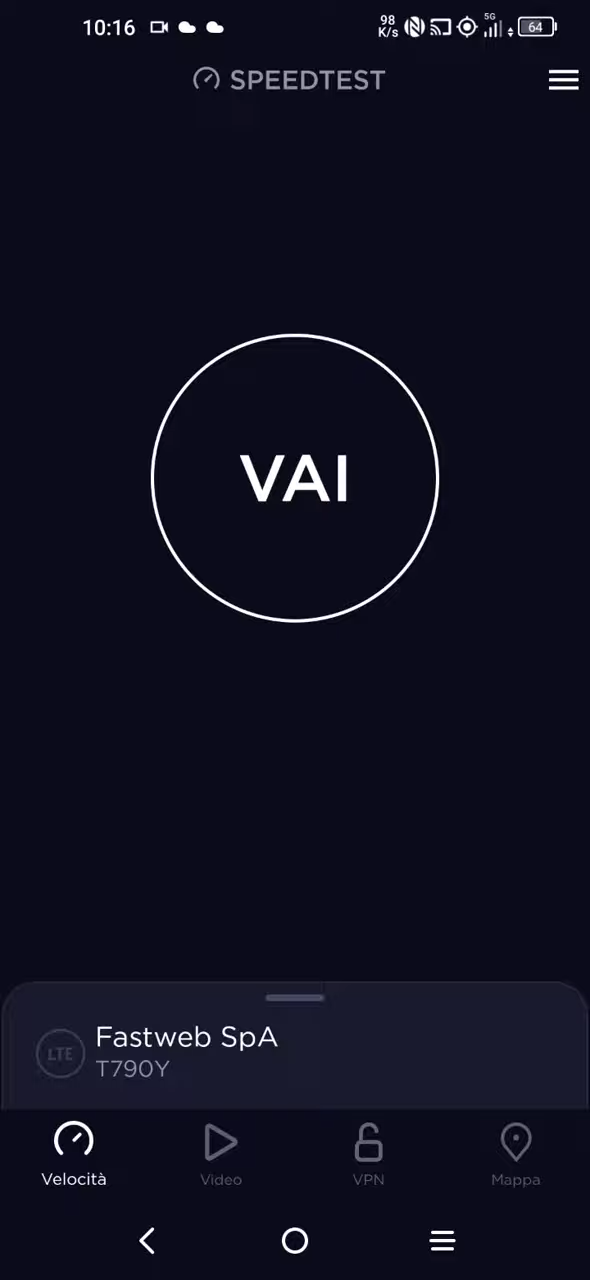 10:16
98 K/s
5G
64
SPEEDTEST
VAI
Fastweb SpA
LTE
T790Y
Velocità
Video
VPN
Mappa